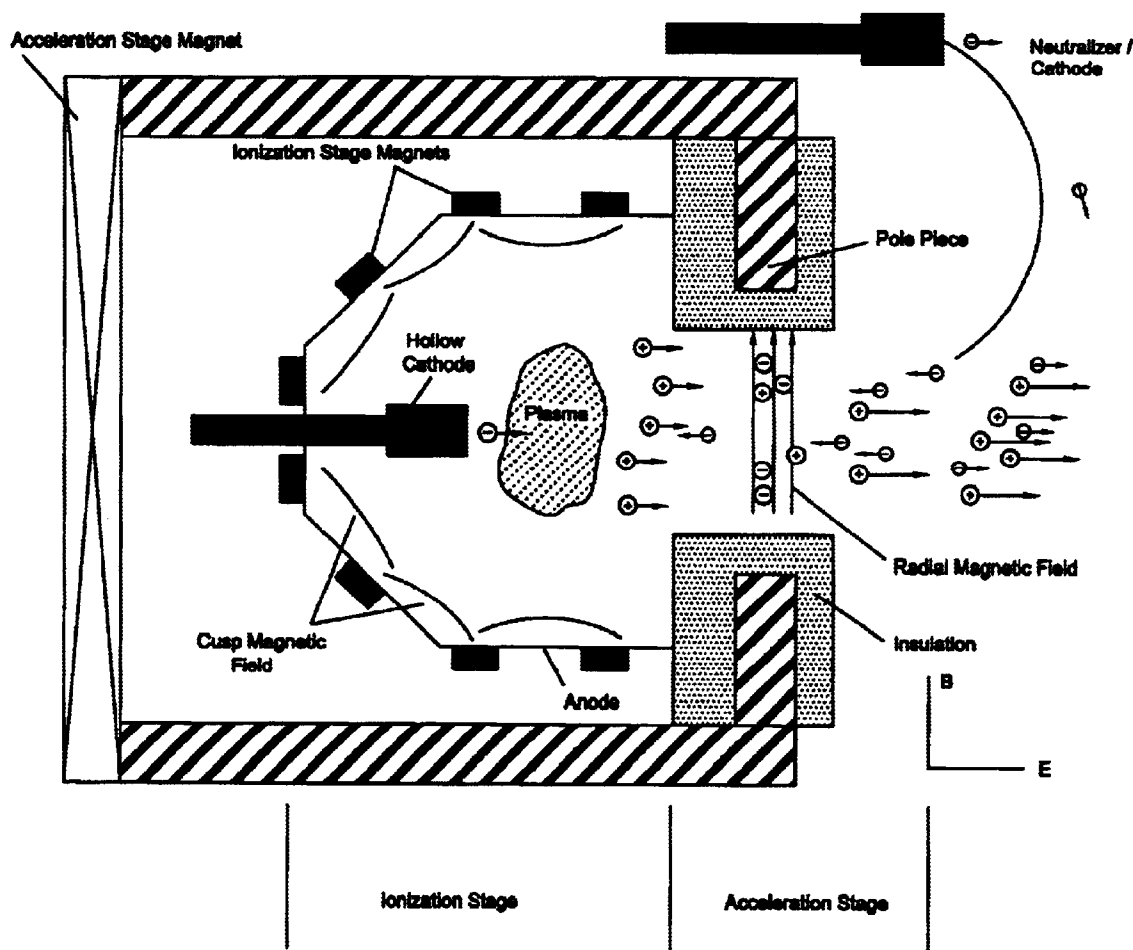 Acceleration Stage Magnet
Neutralizer /
Cathode
Ionization Stage Magnets
Pole Piece
Hollow
Cathode
Plasma
Radial Magnetic Field
Cusp Magnetic
Field
Insulation
Anode
B
E
Ionization Stage
Acceleration Stage